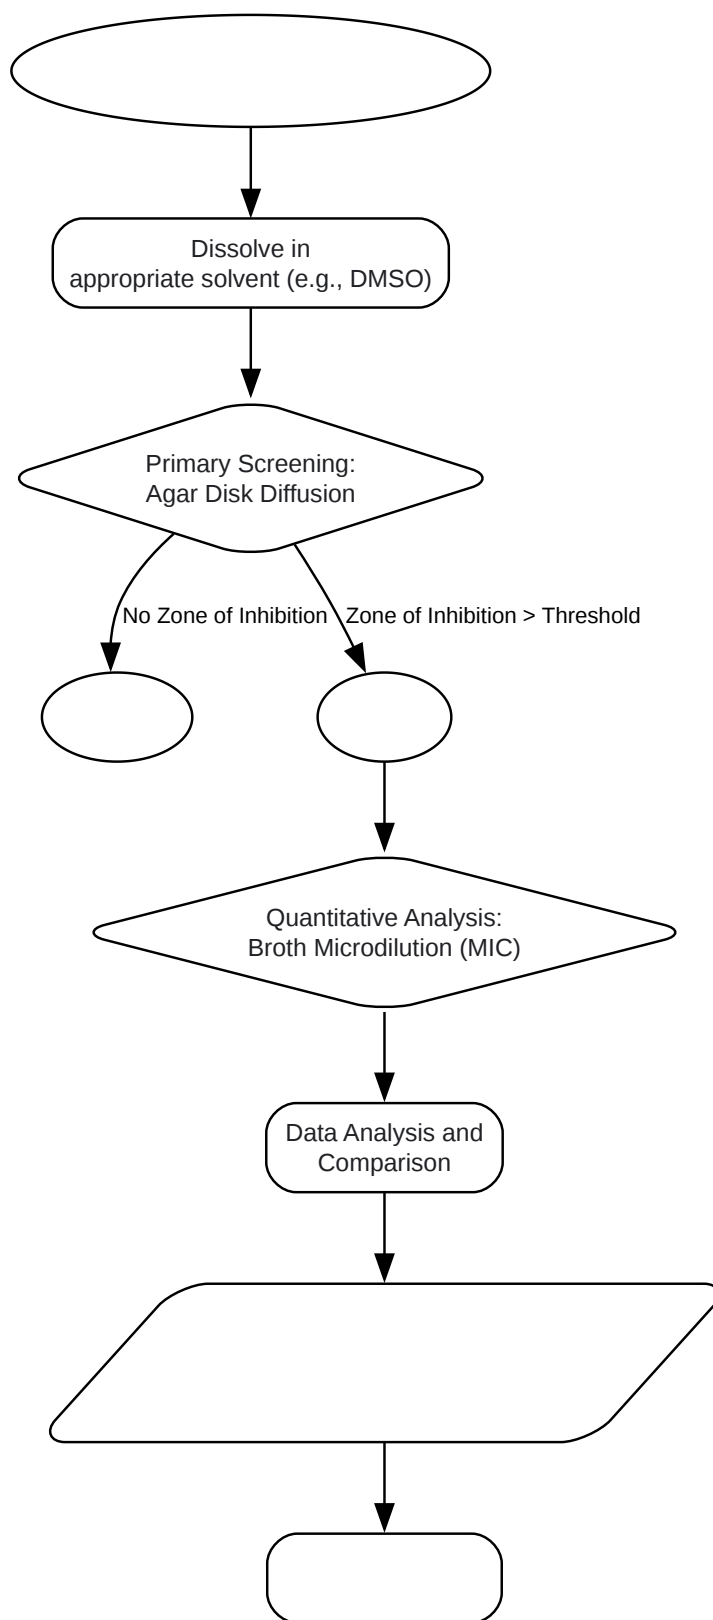 Dissolve in
appropriate solvent (e.g., DMSO)
Primary Screening:
Agar Disk Diffusion
No Zone of Inhibition
Zone of Inhibition > Threshold
Quantitative Analysis:
Broth Microdilution (MIC)
Data Analysis and
Comparison